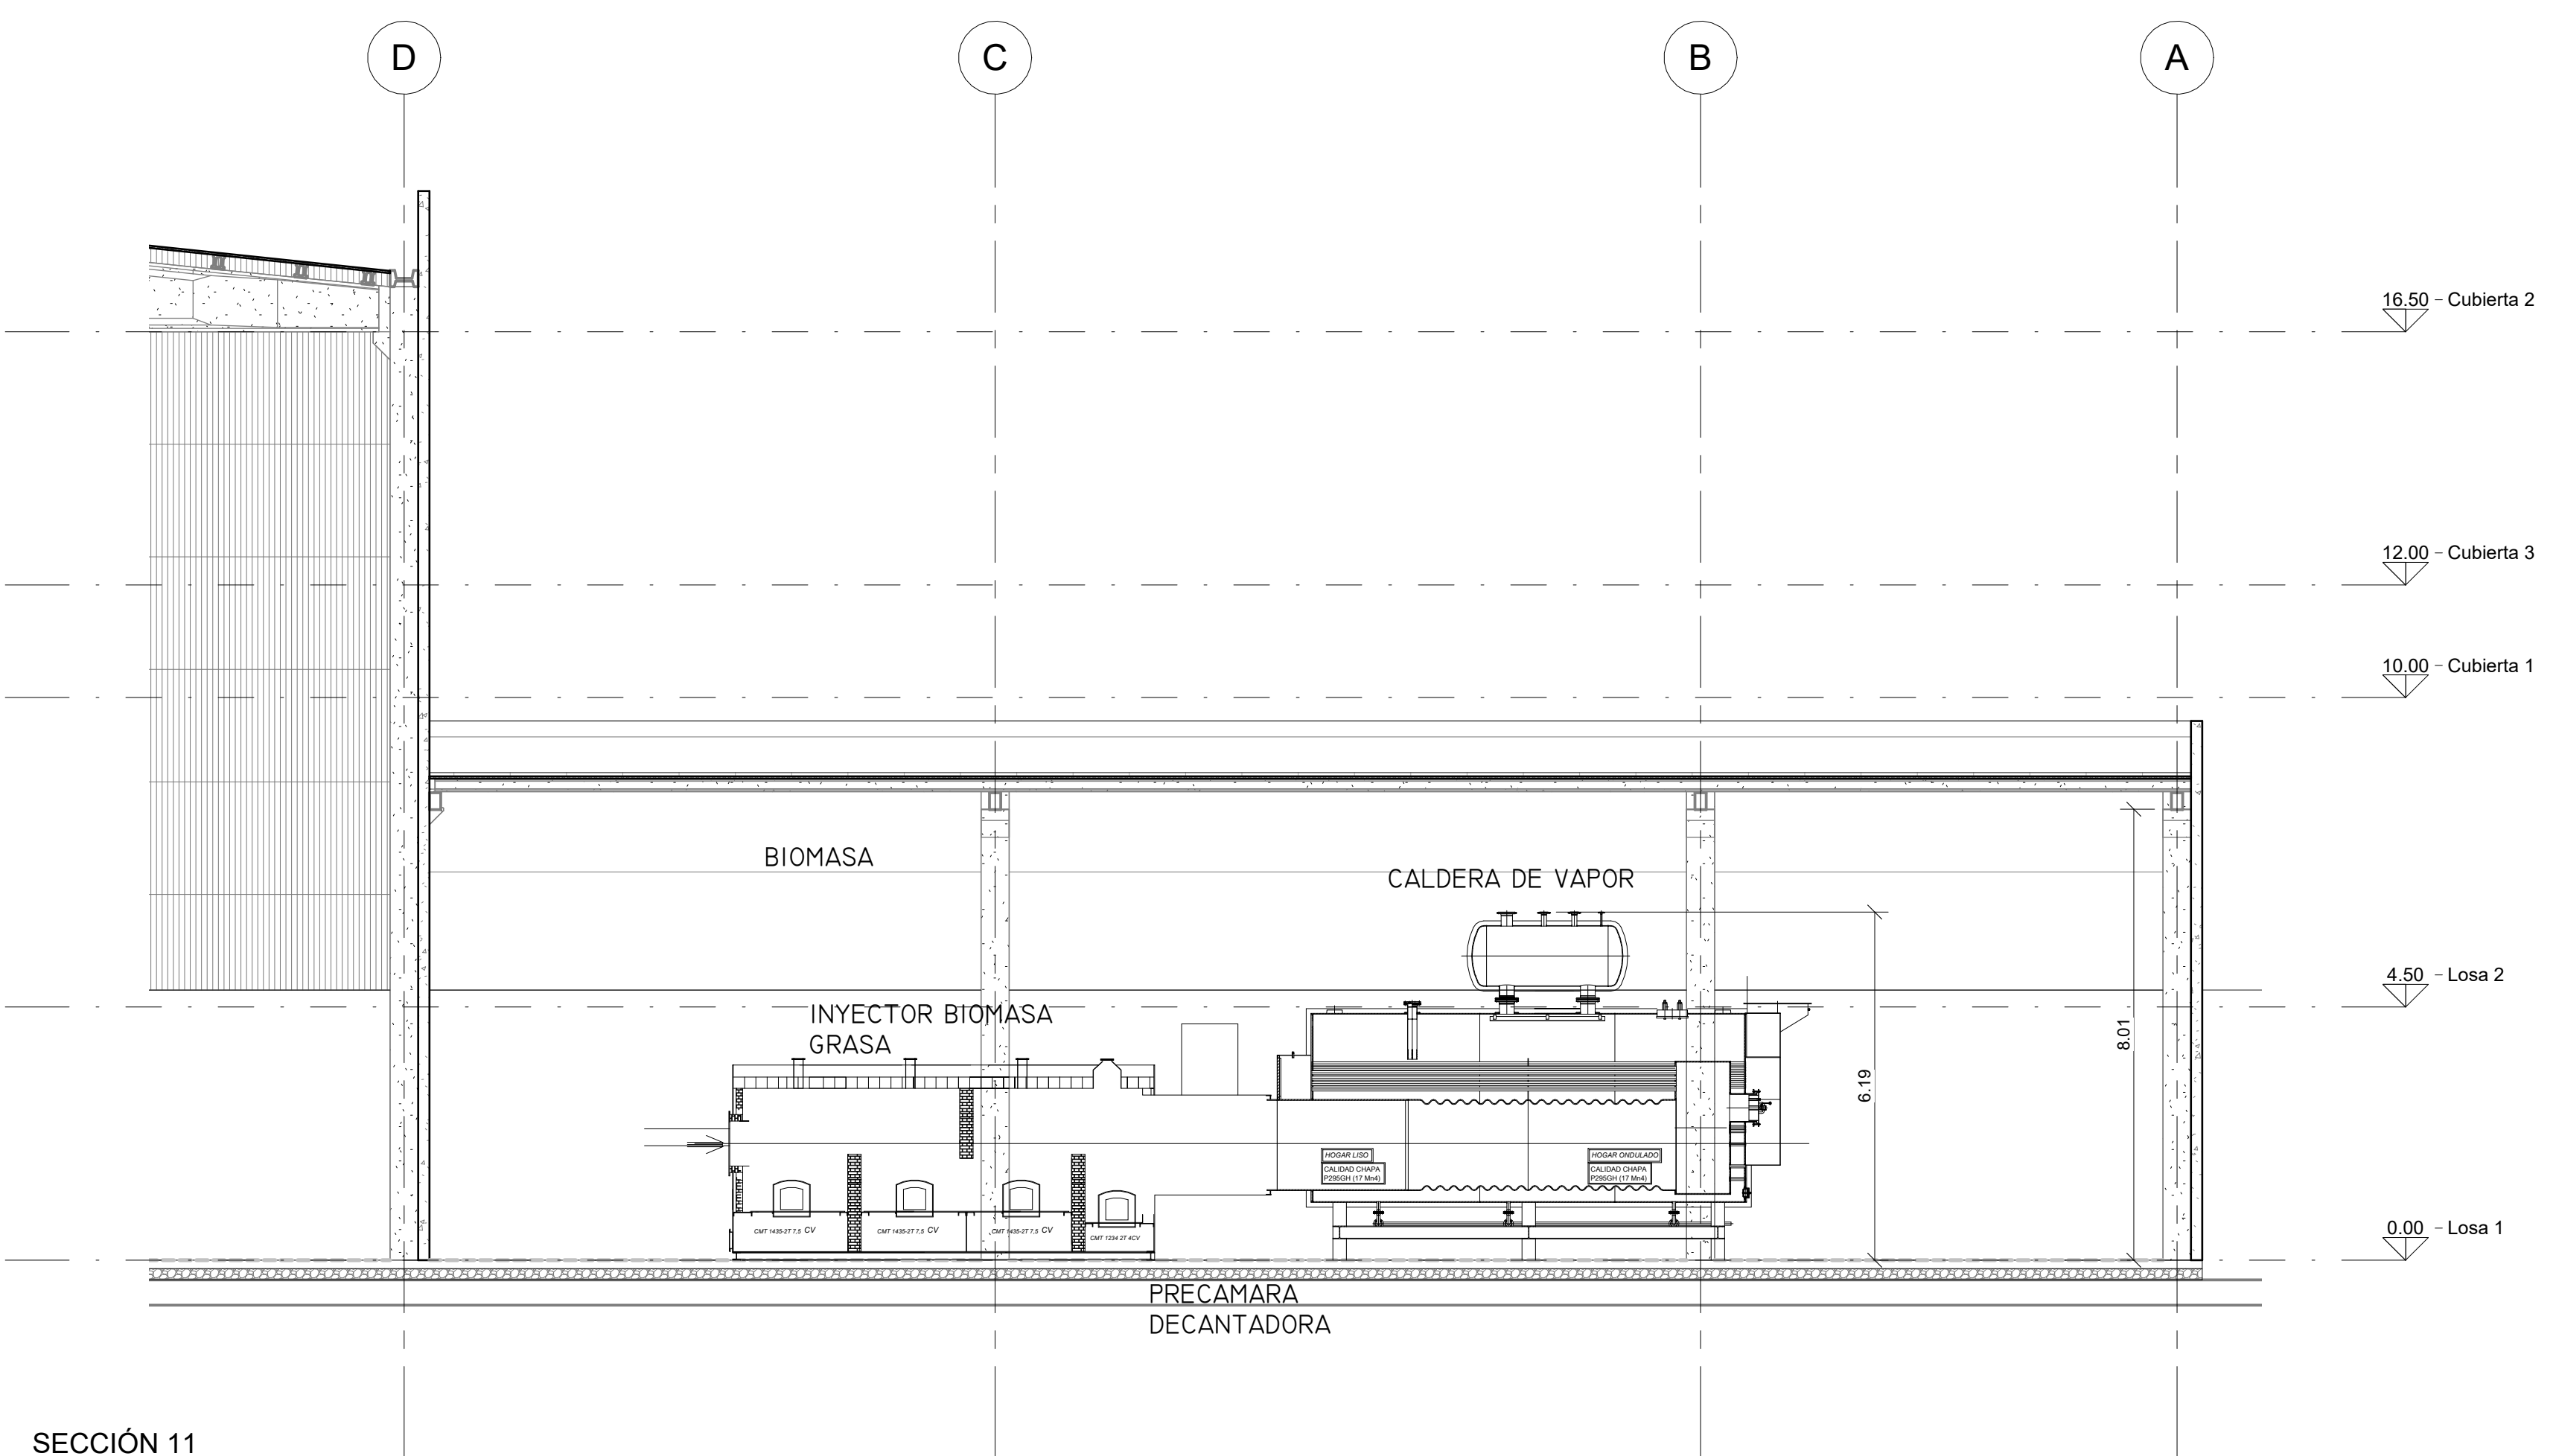 D
C
B
A
16.50 - Cubierta 2
12.00 - Cubierta 3
10.00 - Cubierta 1
BIOMASA
CALDERA DE VAPOR
4.50 - Losa 2
INYECTOR BIOMASA
GRASA
8.01
6.19
HOGAR LISO
CALIDAD CHAPA
P295GH (17 Mn4)
HOGAR ONDULADO
CALIDAD CHAPA
P295GH (17 Mn4)
CMT 1435-2T 7,5 CV
CMT 1435-2T 7,5 CV
CMT 1435-2T 7,5 CV
CMT 1234 2T 4CV
0.00 - Losa 1
PRECAMARA
DECANTADORA
SECCIÓN 11